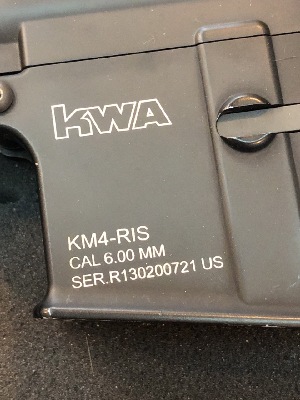 KWA
KM4-RIS
CAL 6.00 MM
SER.R130200721 US